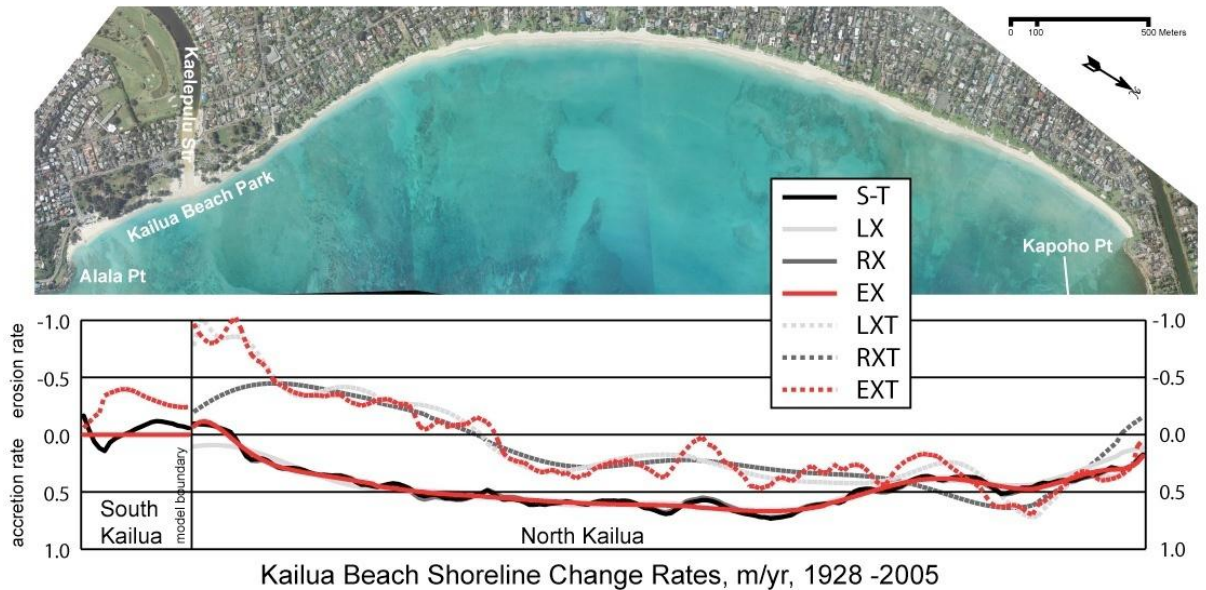 Kaelepulu Str
Kailua Beach Park
Alala Pt
Kapoho Pt
0 100 500 Meters
N
S-T
LX
RX
EX
LXT
RXT
EXT
erosion rate
accretion rate
-1.0
-0.5
0.0
0.5
1.0
-1.0
-0.5
0.0
0.5
1.0
South
Kailua
model boundary
North Kailua
Kailua Beach Shoreline Change Rates, m/yr, 1928 -2005